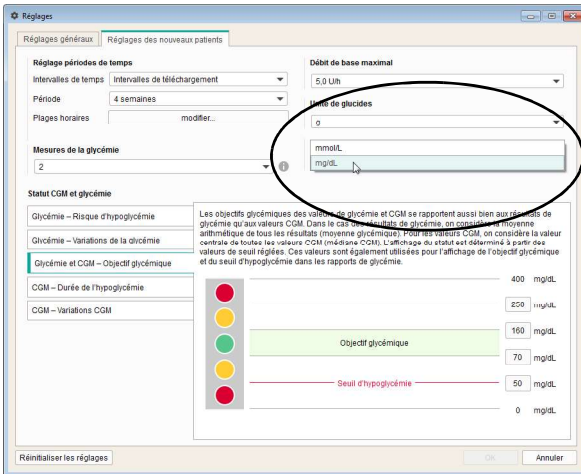 Réglages
Réglages généraux
Réglages des nouveaux patients
Réglage périodes de temps
Intervalles de temps
Intervalles de téléchargement
Période
4 semaines
Plages horaires
modifier...
Mesures de la glycémie
2
Débit de base maximal
5,0 U/h
Unité de glucides
g
mmol/L
mg/dL
Statut CGM et glycémie
Glycémie – Risque d'hypoglycémie
Glycémie – Variations de la glycémie
Glycémie et CGM – Objectif glycémique
CGM – Durée de l'hypoglycémie
CGM – Variations CGM
Les objectifs glycémiques des valeurs de glycémie et CGM se rapportent aussi bien aux résultats de
glycémie qu'aux valeurs CGM. Dans le cas des résultats de glycémie, on considère la moyenne
arithmétique de tous les résultats (moyenne glycémique). Pour les valeurs CGM, on considère la valeur
centrale de toutes les valeurs CGM (médiane CGM). L'affichage du statut est déterminé à partir des
valeurs de seuil réglées. Ces valeurs sont également utilisées pour l'affichage de l'objectif glycémique
et du seuil d'hypoglycémie dans les rapports de glycémie.
400 mg/dL
250 mg/dL
160 mg/dL
Objectif glycémique
70 mg/dL
Seuil d'hypoglycémie
50 mg/dL
0 mg/dL
Réinitialiser les réglages
Ok
Annuler